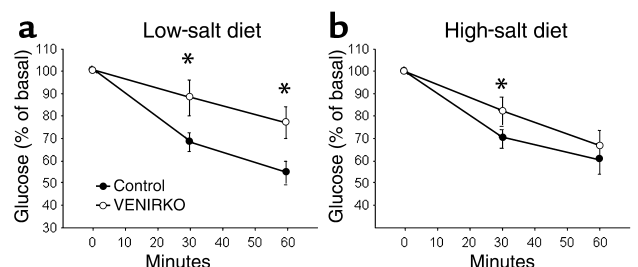 a Low-salt diet
Glucose (% of basal)
110
100
90
80
70
60
50
40
30
*
*
Control
VENIRKO
0 10 20 30 40 50 60
Minutes
b High-salt diet
Glucose (% of basal)
110
100
90
80
70
60
50
40
*
0 10 20 30 40 50 60
Minutes